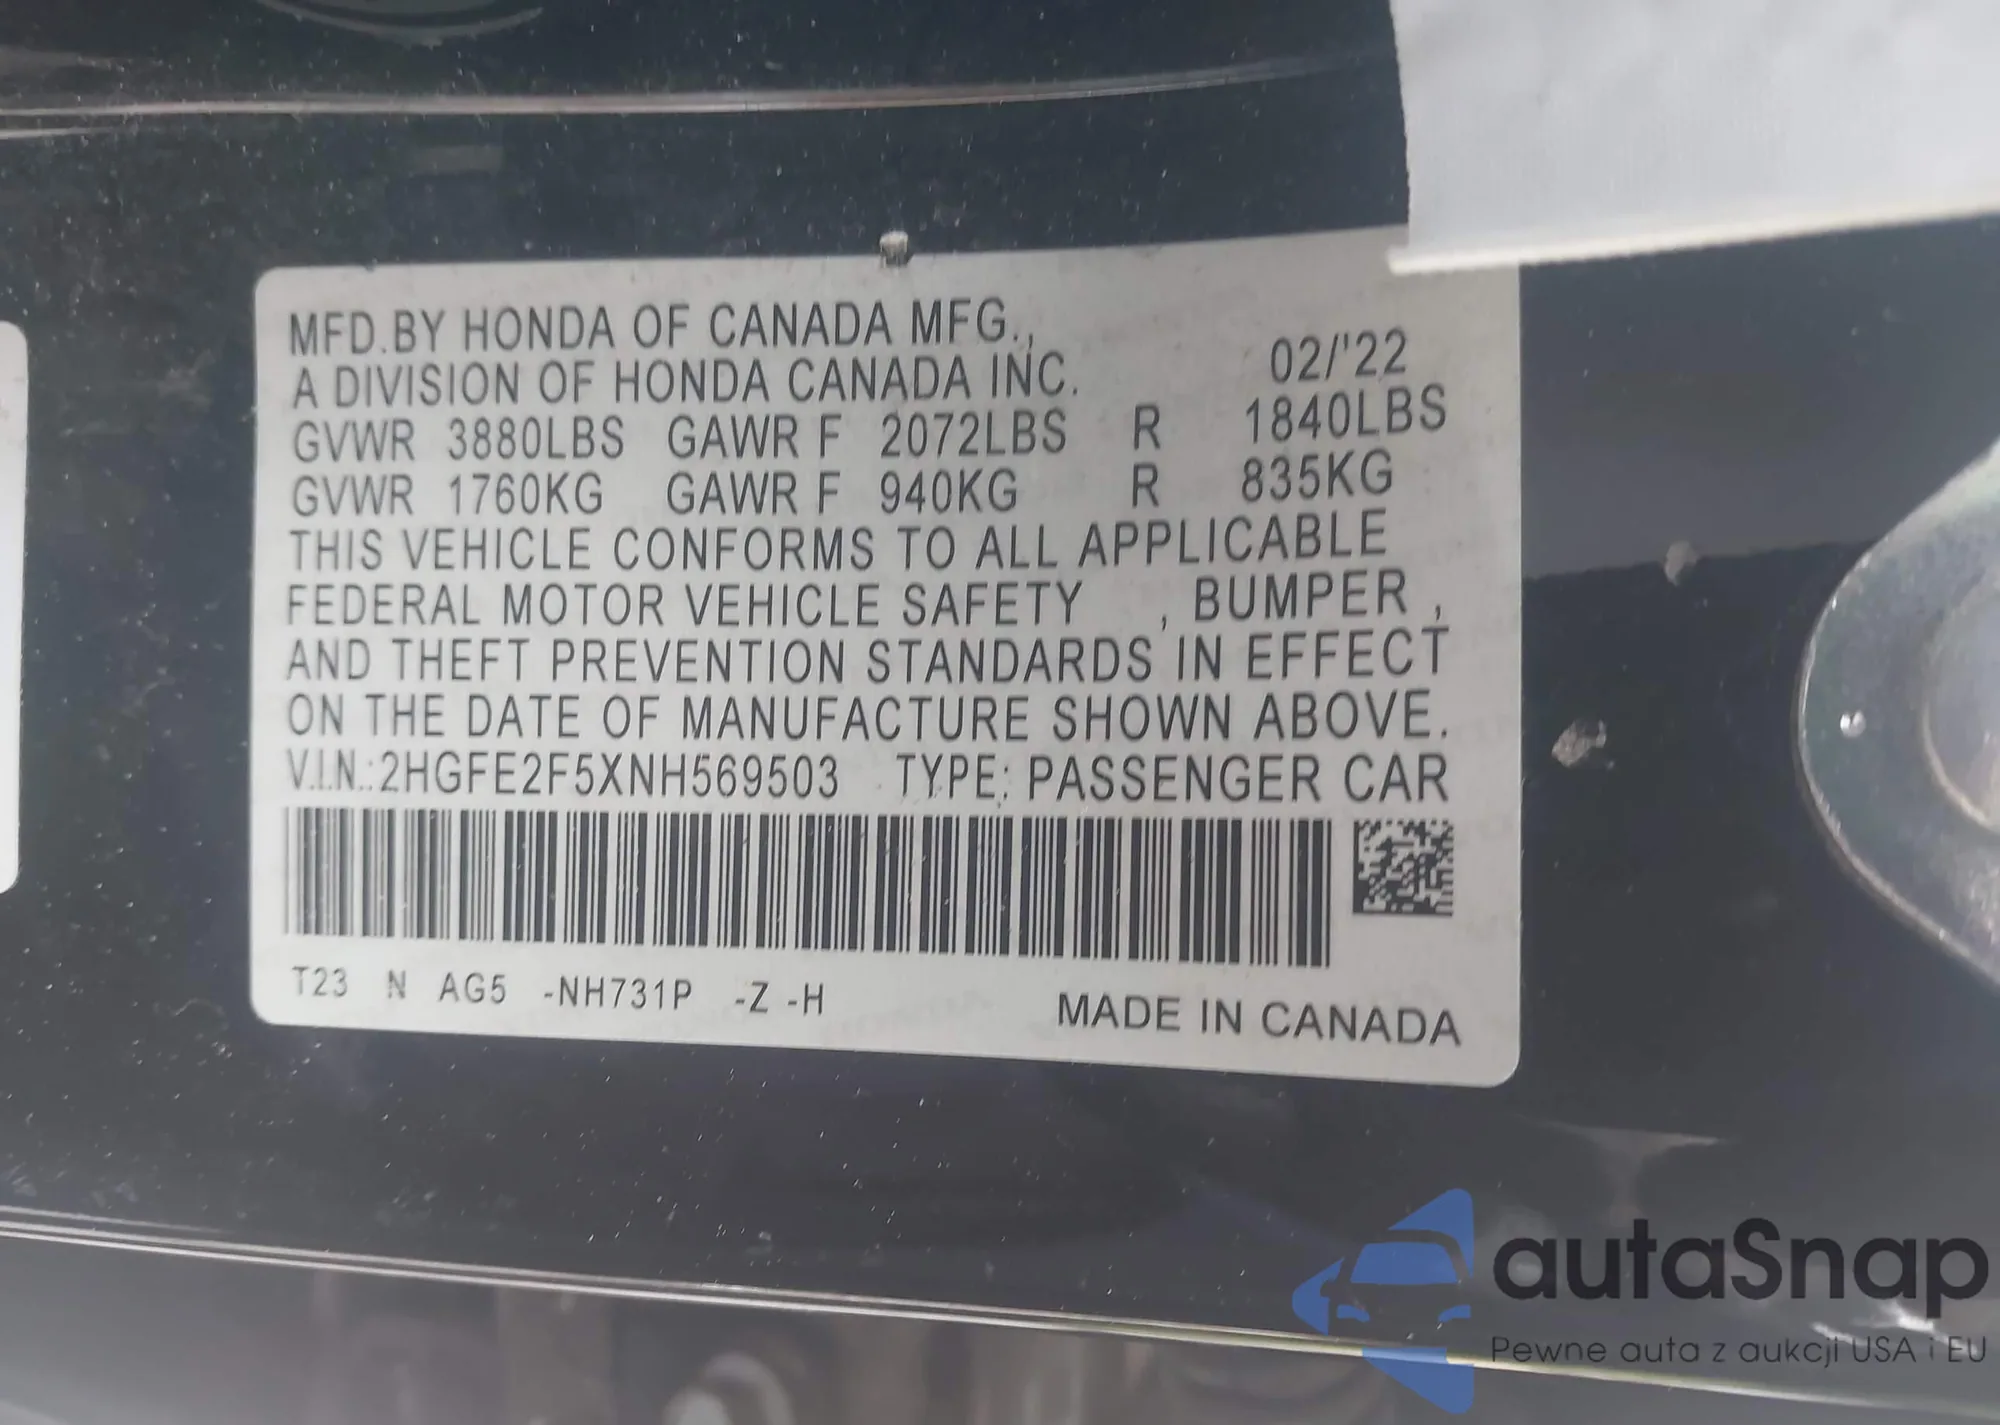 MFD.BY HONDA OF CANADA MFG.,
A DIVISION OF HONDA CANADA INC. 02/'22
GVWR 3880LBS GAWR F 2072LBS R 1840LBS
GVWR 1760KG GAWR F 940KG R 835KG
THIS VEHICLE CONFORMS TO ALL APPLICABLE
FEDERAL MOTOR VEHICLE SAFETY , BUMPER ,
AND THEFT PREVENTION STANDARDS IN EFFECT
ON THE DATE OF MANUFACTURE SHOWN ABOVE.
V.I.N.:2HGFE2F5XNH569503 TYPE: PASSENGER CAR
T23 N AG5 -NH731P -Z -H
MADE IN CANADA
autaSnap
Pewne auta z aukcji USA i EU